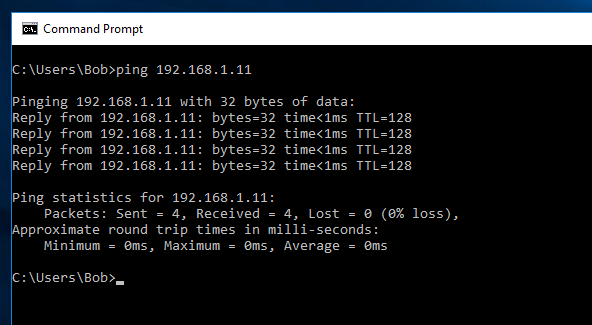 Command Prompt
C:\Users\Bob>ping 192.168.1.11
Pinging 192.168.1.11 with 32 bytes of data:
Reply from 192.168.1.11: bytes=32 time<1ms TTL=128
Reply from 192.168.1.11: bytes=32 time<1ms TTL=128
Reply from 192.168.1.11: bytes=32 time<1ms TTL=128
Reply from 192.168.1.11: bytes=32 time<1ms TTL=128
Ping statistics for 192.168.1.11:
    Packets: Sent = 4, Received = 4, Lost = 0 (0% loss),
Approximate round trip times in milli-seconds:
    Minimum = 0ms, Maximum = 0ms, Average = 0ms
C:\Users\Bob>